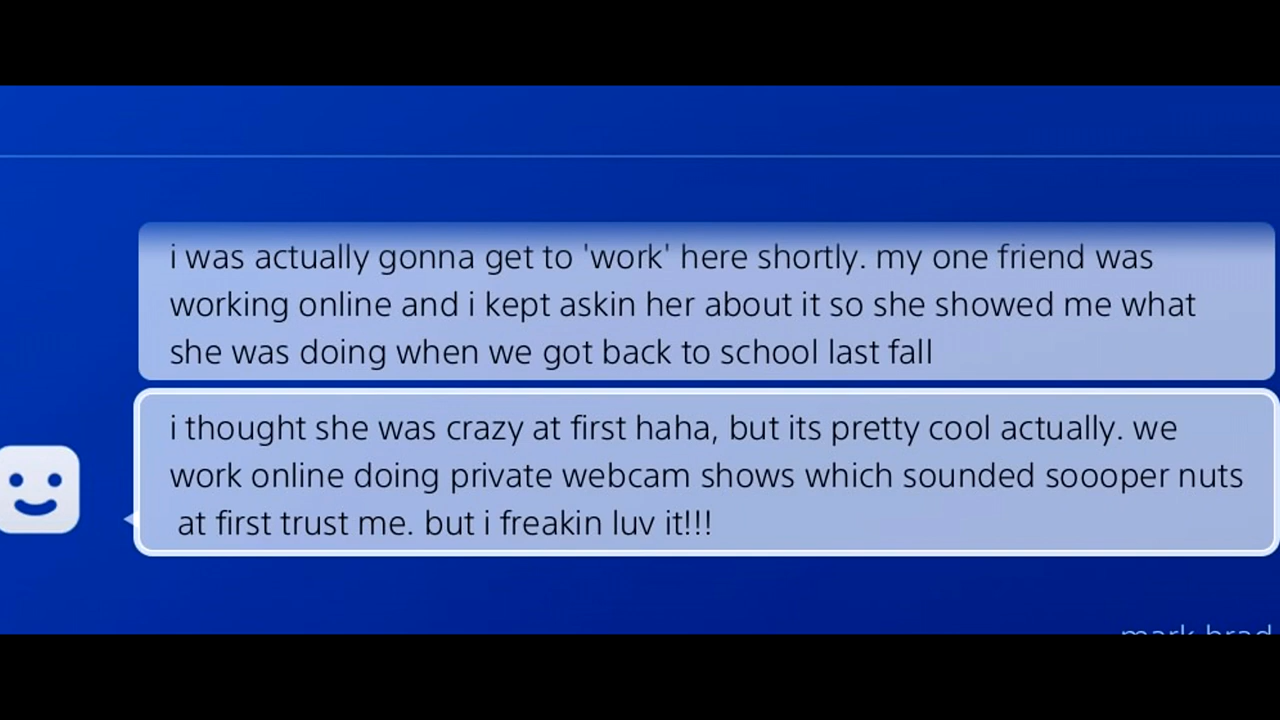 i was actually gonna get to 'work' here shortly. my one friend was
working online and i kept askin her about it so she showed me what
she was doing when we got back to school last fall
i thought she was crazy at first haha, but its pretty cool actually. we
work online doing private webcam shows which sounded soooper nuts
at first trust me. but i freakin luv it!!!
mark brad